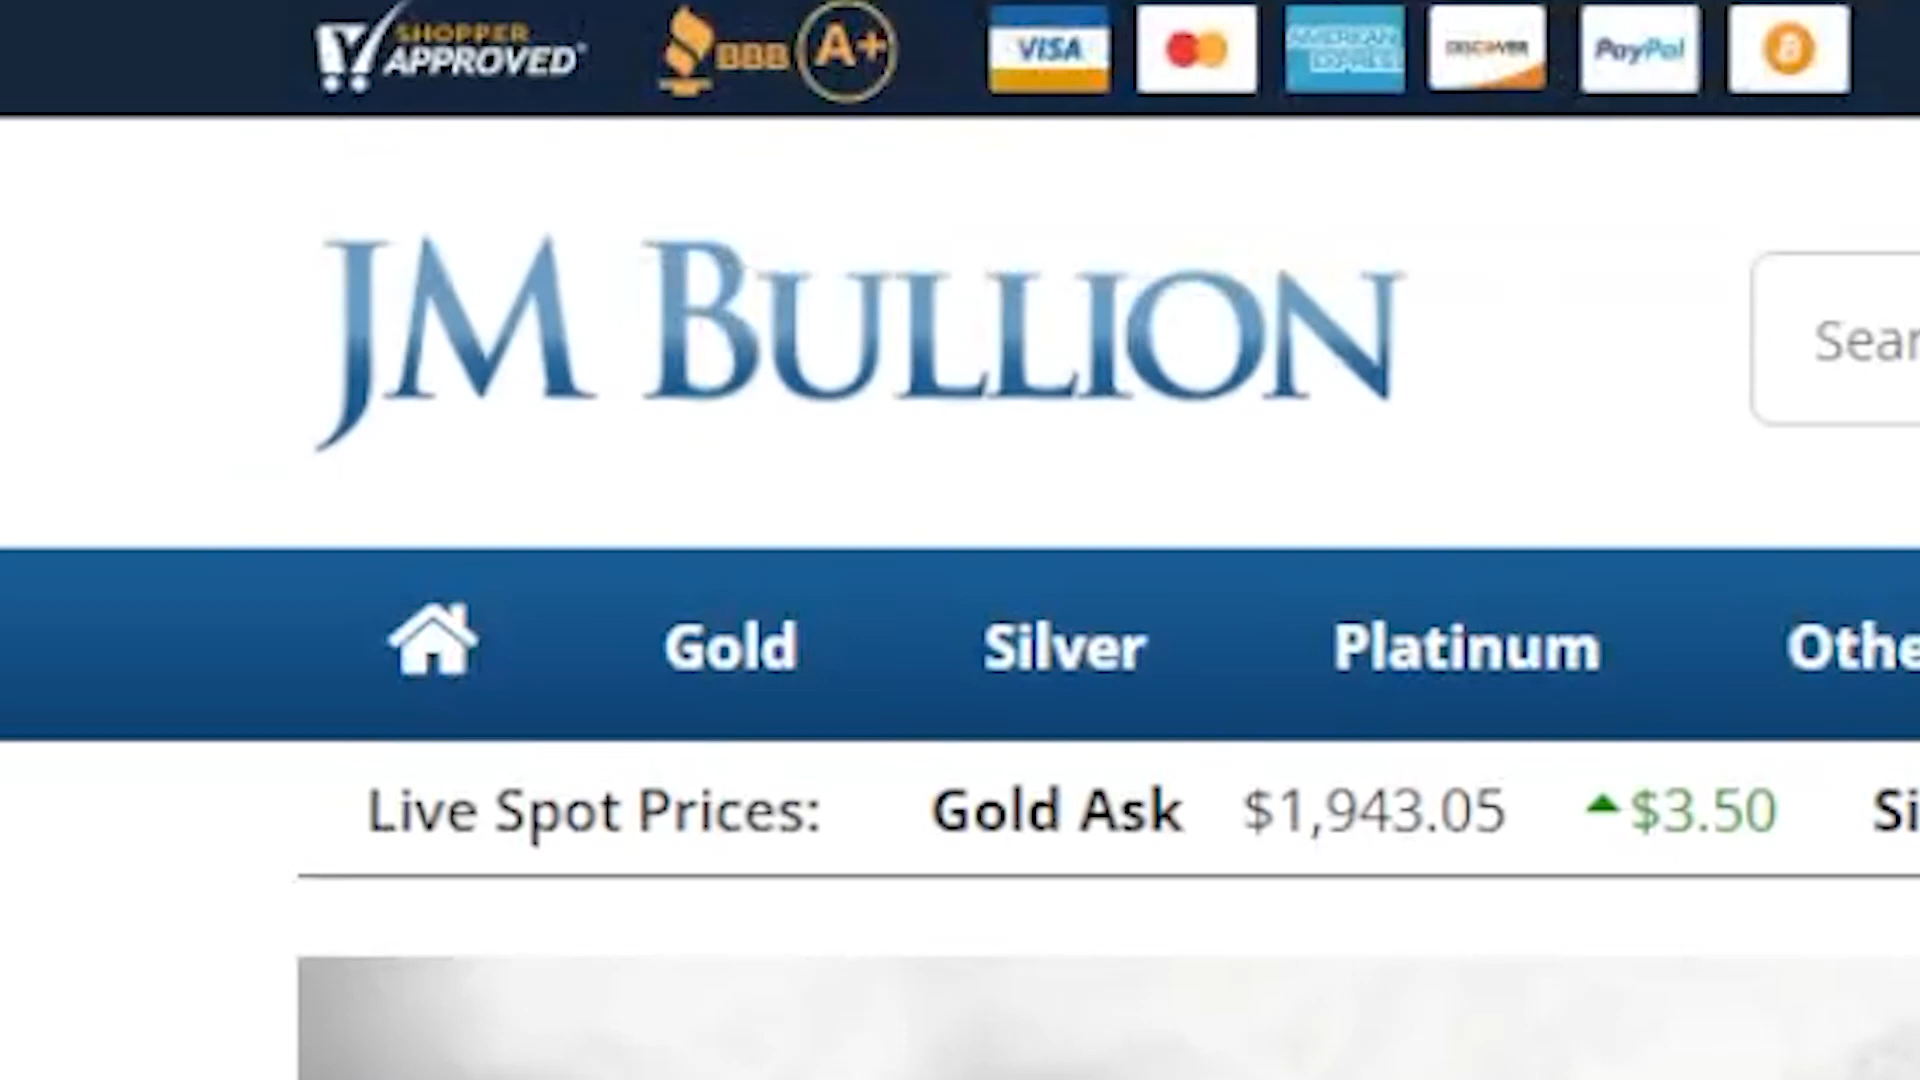 SHOPPER
APPROVED
BBB A+
VISA
AMERICAN
EXPRESS
DISCOVER
PayPal
B
JM BULLION
Sear
Gold Silver Platinum Othe
Live Spot Prices: Gold Ask $1,943.05 $3.50 Si